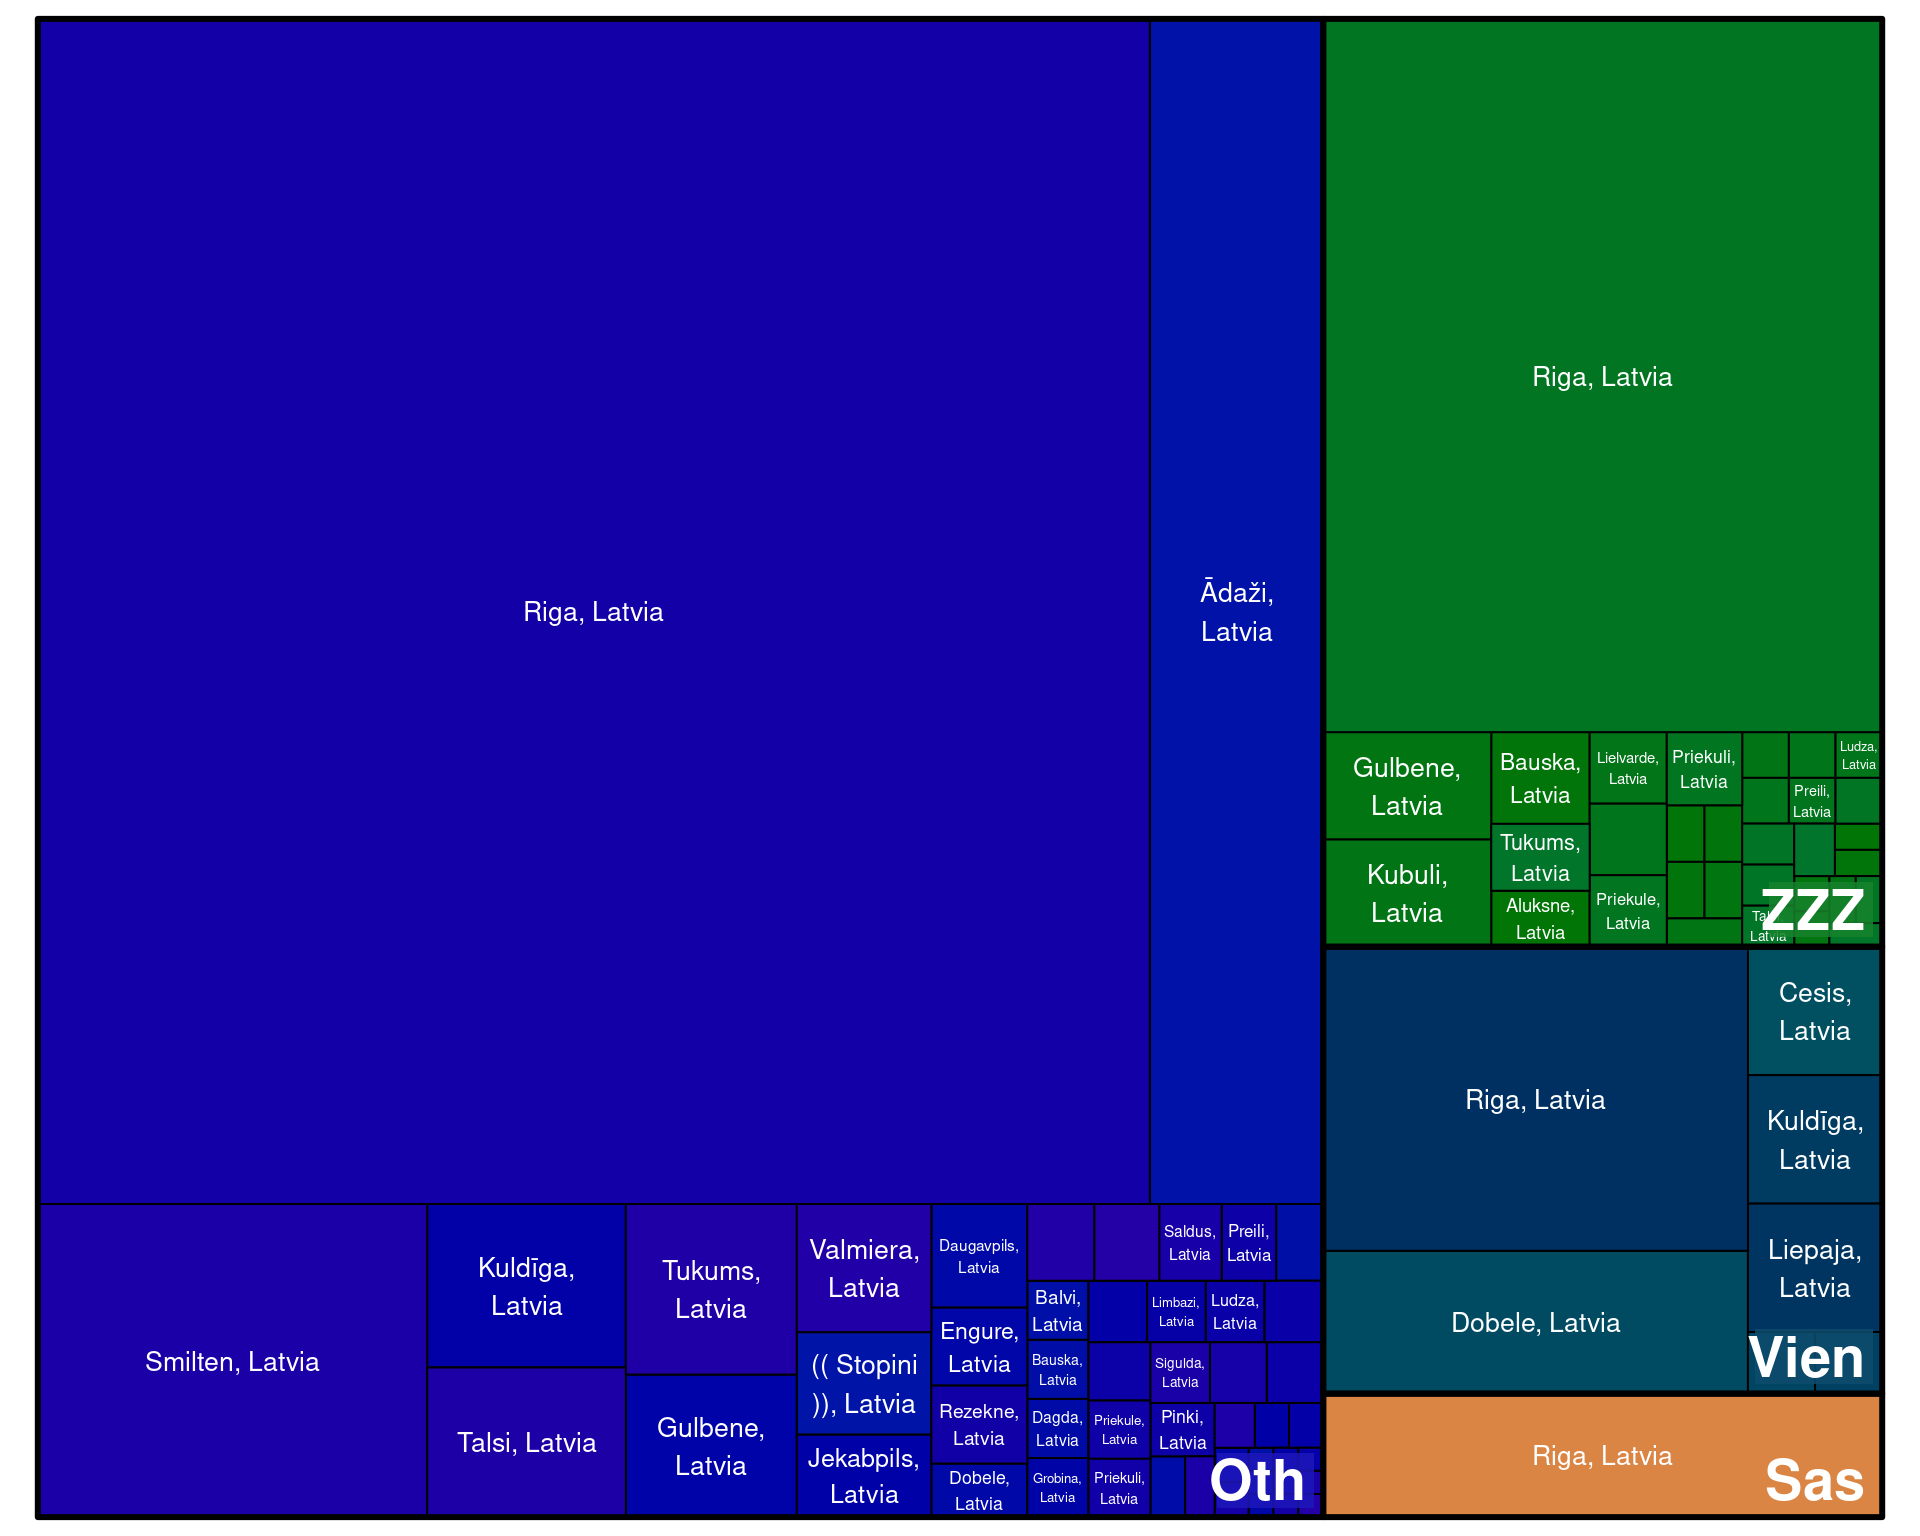 Riga, Latvia
Ādaži,
Latvia
Smilten, Latvia
Kuldīga,
Latvia
Talsi, Latvia
Tukums,
Latvia
Gulbene,
Latvia
Valmiera,
Latvia
(( Stopini
)), Latvia
Jekabpils,
Latvia
Daugavpils,
Latvia
Engure,
Latvia
Rezekne,
Latvia
Dobele,
Latvia
Balvi,
Latvia
Bauska,
Latvia
Dagda,
Latvia
Grobina,
Latvia
Priekule,
Latvia
Priekuli,
Latvia
Saldus,
Latvia
Preili,
Latvia
Limbazi,
Latvia
Ludza,
Latvia
Sigulda,
Latvia
Pinki,
Latvia
Oth
Riga, Latvia
Gulbene,
Latvia
Kubuli,
Latvia
Bauska,
Latvia
Tukums,
Latvia
Aluksne,
Latvia
Lielvarde,
Latvia
Priekule,
Latvia
Priekuli,
Latvia
Ludza,
Latvia
Preili,
Latvia
Latvia
ZZZ
Riga, Latvia
Dobele, Latvia
Cesis,
Latvia
Kuldīga,
Latvia
Liepaja,
Latvia
Vien
Riga, Latvia
Sas